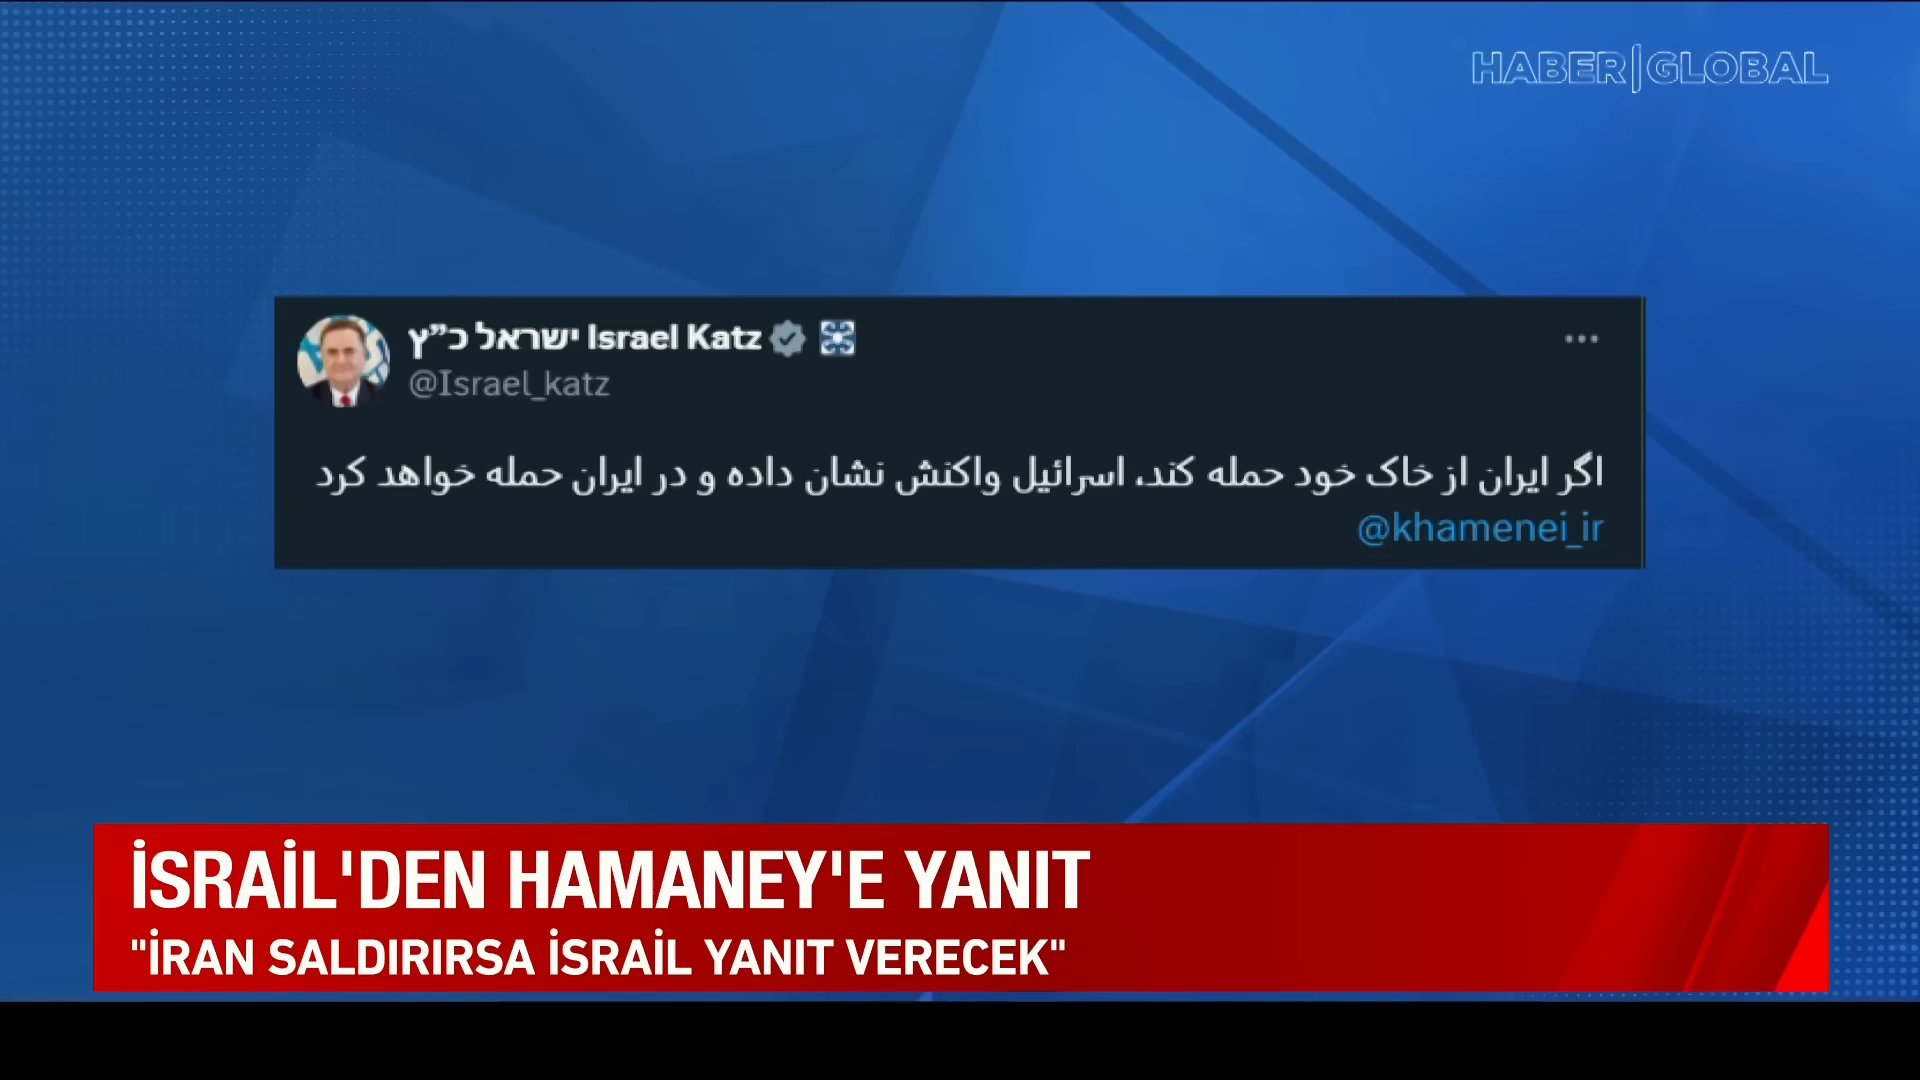 HABER|GLOBAL
ישראל כ”ץ Israel Katz
@Israel_katz
اگر ایران از خاک خود حمله کند، اسرائیل واکنش نشان داده و در ایران حمله خواهد کرد
@khamenei_ir
İSRAİL'DEN HAMANEY'E YANIT
"İRAN SALDIRIRSA İSRAİL YANIT VERECEK"